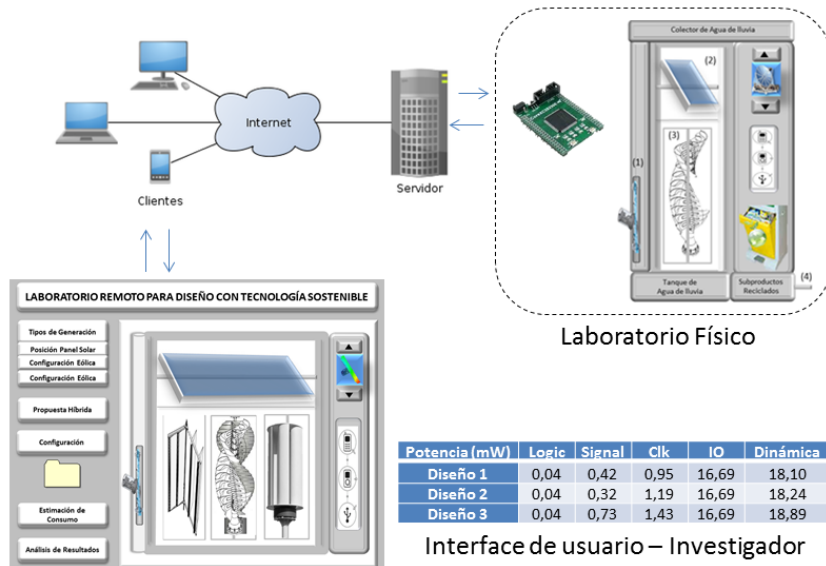 Colector de Agua de lluvia
(2)
(3)
(1)
Internet
Servidor
Clientes
Tanque de
Agua de lluvia
Subproductos
Reciclados
(4)
Laboratorio Físico
LABORATORIO REMOTO PARA DISEÑO CON TECNOLOGÍA SOSTENIBLE
Tipos de Generación
Posición Panel Solar
Configuración Eólica
Configuración Eólica
Propuesta Híbrida
Configuración
Estimación de
Consumo
Análisis de Resultados
Potencia (mW) Logic Signal Clk IO Dinámica
Diseño 1 0,04 0,42 0,95 16,69 18,10
Diseño 2 0,04 0,32 1,19 16,69 18,24
Diseño 3 0,04 0,73 1,43 16,69 18,89
Interface de usuario – Investigador